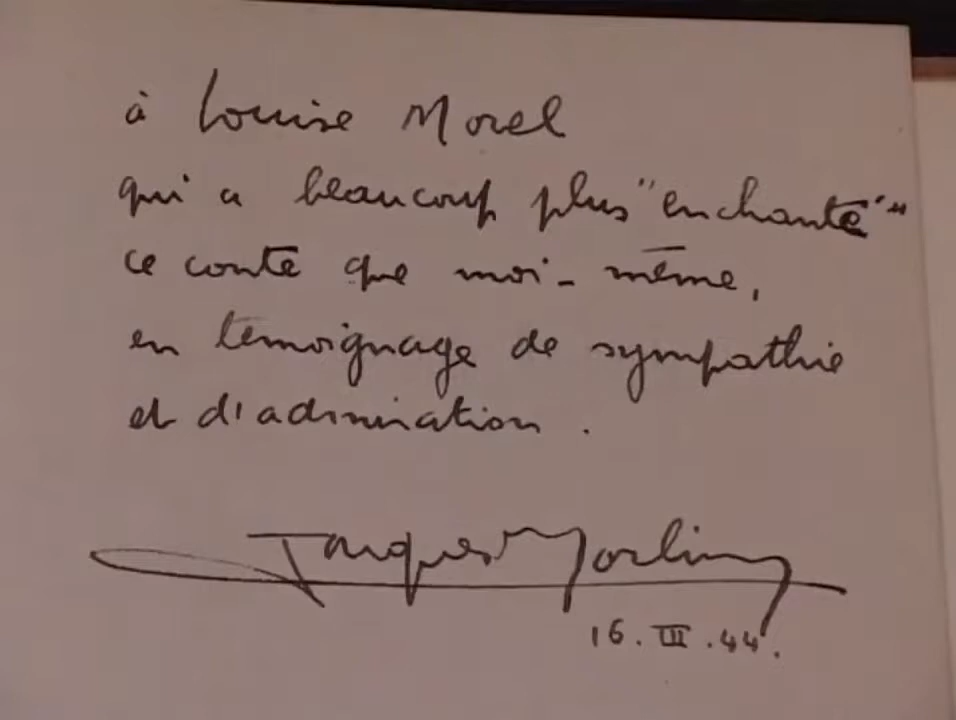 à Louise Morel
qui a beaucoup plus "enchanté"
ce conte que moi-même,
en témoignage de sympathie
et d'admiration.
Jacques
16.III.44.